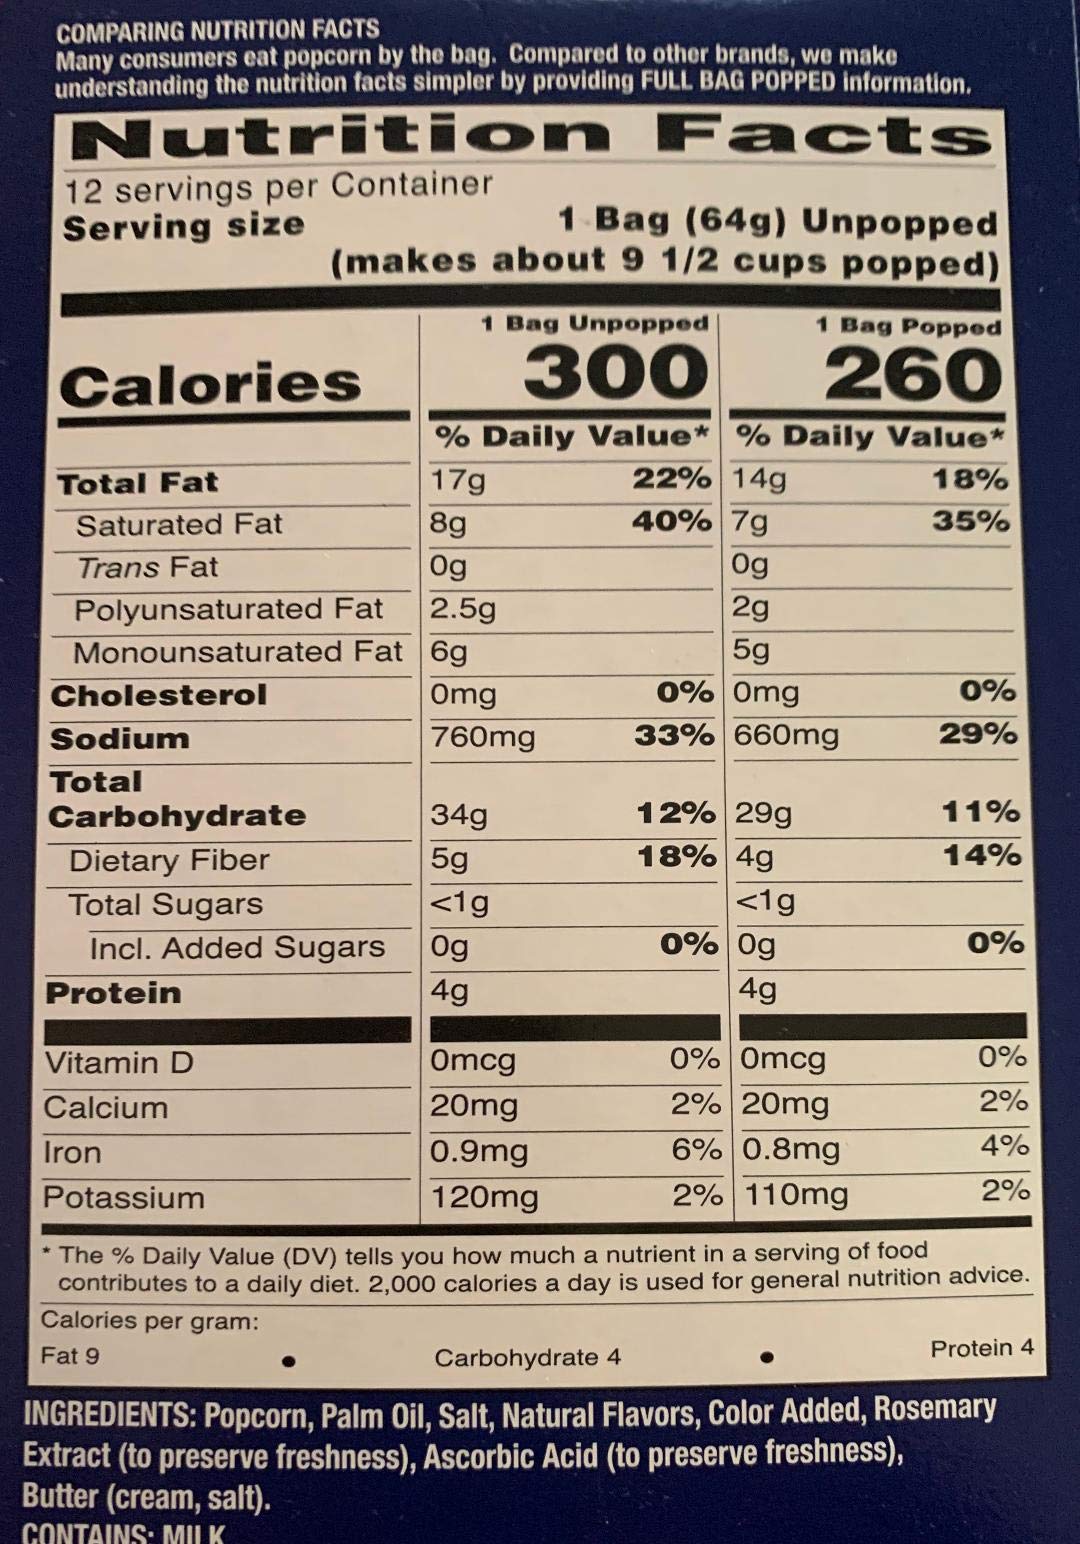 COMPARING NUTRITION FACTS
Many consumers eat popcorn by the bag. Compared to other brands, we make
understanding the nutrition facts simpler by providing FULL BAG POPPED information.
Nutrition Facts
12 servings per Container
Serving size 1 Bag (64g) Unpopped
(makes about 9 1/2 cups popped)
1 Bag Unpopped 1 Bag Popped
Calories 300 260
% Daily Value* % Daily Value*
Total Fat 17g 22% 14g 18%
Saturated Fat 8g 40% 7g 35%
Trans Fat 0g 0g
Polyunsaturated Fat 2.5g 2g
Monounsaturated Fat 6g 5g
Cholesterol 0mg 0% 0mg 0%
Sodium 760mg 33% 660mg 29%
Total
Carbohydrate 34g 12% 29g 11%
Dietary Fiber 5g 18% 4g 14%
Total Sugars <1g <1g
Incl. Added Sugars 0g 0% 0g 0%
Protein 4g 4g
Vitamin D 0mcg 0% 0mcg 0%
Calcium 20mg 2% 20mg 2%
Iron 0.9mg 6% 0.8mg 4%
Potassium 120mg 2% 110mg 2%
* The % Daily Value (DV) tells you how much a nutrient in a serving of food
contributes to a daily diet. 2,000 calories a day is used for general nutrition advice.
Calories per gram:
Fat 9 • Carbohydrate 4 • Protein 4
INGREDIENTS: Popcorn, Palm Oil, Salt, Natural Flavors, Color Added, Rosemary
Extract (to preserve freshness), Ascorbic Acid (to preserve freshness),
Butter (cream, salt).
CONTAINS: MILK